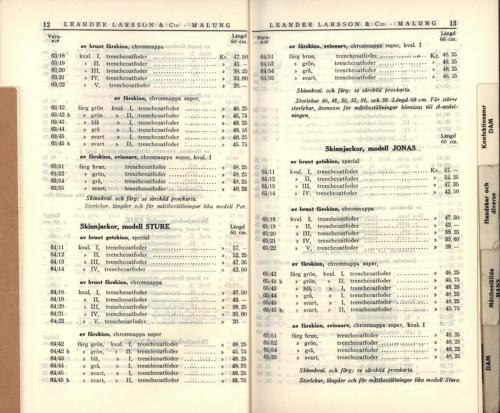 12 LEANDER LARSSON & C:o - MALUNG
Varu-
n:r
Längd
60 cm.
av brunt fårskinn, chromnappa
63/18 kval. I, trenchcoatfoder Kr. 47. 50
63/19 » II, trenchcoatfoder » 43. —
63/20 » III, trenchcoatfoder » 38. 25
63/21 » IV, trenchcoatfoder » 33. 60
63/22 » V, trenchcoatfoder » 29. —
av fårskinn, chromnappa,
63/42 färg grön kval. I, trenchcoatfoder » 48. 25
63/42 b » grön » II, trenchcoatfoder » 45. 75
63/43 » blå » I, trenchcoatfoder » 48. 25
63/44 » grå, » I, trenchcoatfoder » 48. 25
63/45 » svart, » I, trenchcoatfoder » 48. 25
63/45 b » svart, » II, trenchcoatfoder » 45. 75
av fårskinn, svinnarv, chromnappa super, kval. I
63/51 färg brun, trenchcoatfoder » 48. 25
63/52 » grön, trenchcoatfoder » 48. 25
63/54 » grå, trenchcoatfoder » 48. 25
63/55 » svart, trenchcoatfoder » 48. 25
Skinnkval. och färg: se särskild provkarta.
Storlekar, längder och för måttbeställningar lika modell Per.
Skinnjackor, modell STURE
Längd
60 cm.
av brunt getskinn, special
64/11 kval. I, trenchcoatfoder » 57. —
64/12 » II, trenchcoatfoder » 52. 25
64/13 » III, trenchcoatfoder » 47. 25
64/14 » IV, trenchcoatfoder » 42. 50
av brunt fårskinn, chromnappa
64/18 kval. I, trenchcoatfoder » 47. 50
64/19 » II, trenchcoatfoder » 43. —
64/20 » III, trenchcoatfoder » 38. 25
64/21 » IV, trenchcoatfoder » 33. 60
64/22 » V, trenchcoatfoder » 29. —
av fårskinn, chromnappa super,
64/42 färg grön, kval. I, trenchcoatfoder » 48. 25
64/42 b » grön, » II, trenchcoatfoder » 45. 75
64/43 » blå, » I, trenchcoatfoder » 48. 25
64/44 » grå, » I, trenchcoatfoder » 48. 25
64/45 » svart, » I, trenchcoatfoder » 48. 25
64/45 b » svart, » II, trenchcoatfoder » 45. 75
LEANDER LARSSON & C:o - MALUNG 13
Varu-
n:r
Längd
60 cm.
av fårskinn, svinnarv, chromnappa super, kval. I
64/51 färg brun, trenchcoatfoder Kr. 48. 25
64/52 » grön, trenchcoatfoder » 48. 25
64/54 » grå, trenchcoatfoder » 48. 25
64/55 » svart, trenchcoatfoder » 48. 25
Skinnkval. och färg: se särskild provkarta.
Storlekar 46, 48, 50, 52, 54, och 56. Längd 60 cm. För större
storlekar, dammått och för måttbeställningar hänvisas till di-avdel-
ningen.
Längd
60 cm.
Skinnjackor, modell JONAS
av brunt getskinn, special
65/11 kval. I, trenchcoatfoder Kr. 57. —
65/12 » II, trenchcoatfoder » 52. 25
65/13 » III, trenchcoatfoder » 47. 25
65/14 » IV, trenchcoatfoder » 42. 50
av brunt fårskinn, chromnappa
65/18 kval. I, trenchcoatfoder » 47. 50
65/19 » II, trenchcoatfoder » 43. —
65/20 » III, trenchcoatfoder » 38. 25
65/21 » IV, trenchcoatfoder » 33. 60
65/22 » V, trenchcoatfoder » 29. —
av fårskinn, chromnappa super,
65/42 färg grön, kval. I, trenchcoatfoder » 48. 25
65/42 b » grön, » II, trenchcoatfoder » 45. 75
65/43 » blå, » I, trenchcoatfoder » 48. 25
65/44 » grå, » I, trenchcoatfoder » 48. 25
65/45 » svart, » I, trenchcoatfoder » 48. 25
65/45 b » svart, » II, trenchcoatfoder » 45. 75
av fårskinn, svinnarv, chromnappa super, kval. I
65/51 färg brun, trenchcoatfoder » 48. 25
65/52 » grön, trenchcoatfoder » 48. 25
65/54 » grå, trenchcoatfoder » 48. 25
65/55 » svart, trenchcoatfoder » 48. 25
Skinnkval. och färg: se särskild provkarta.
Storlekar, längder och för måttbeställningar lika modell Sture.
Konfektionerer
DAM
Handskar och
diverse
Måttbeställda
MANS
DAM